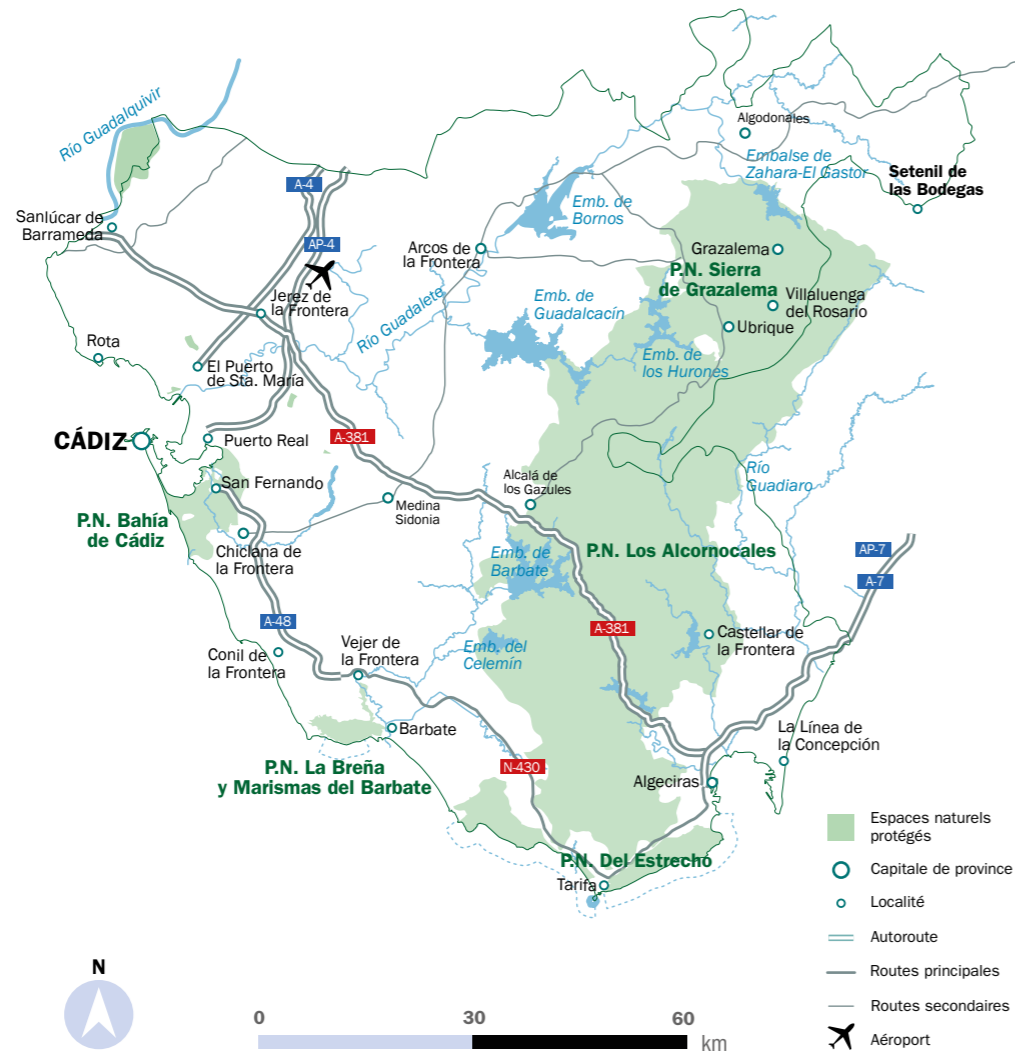 Río Guadalquivir
Algodonales
Embalse de
Zahara-El Gastor
Setenil de
las Bodegas
A-4
Sanlúcar de
Barrameda
Emb. de
Bornos
AP-4
Arcos de
la Frontera
Grazalema
P.N. Sierra
de Grazalema
Jerez de
la Frontera
Río Guadalete
Emb. de
Guadalcacín
Villaluenga
del Rosario
Ubrique
Rota
El Puerto
de Sta. María
Emb. de
los Hurones
CÁDIZ
Puerto Real
A-381
San Fernando
Medina
Sidonia
Alcalá de
los Gazules
Río
Guadiaro
P.N. Bahía
de Cádiz
Chiclana de
la Frontera
Emb. de
Barbate
P.N. Los Alcornocales
AP-7
A-7
A-48
A-381
Conil de
la Frontera
Vejer de
la Frontera
Emb. del
Celemín
Castellar de
la Frontera
Barbate
La Línea de
la Concepción
P.N. La Breña
y Marismas del Barbate
N-430
Algeciras
P.N. Del Estrecho
Tarifa
Espaces naturels
protégés
Capitale de province
Localité
Autoroute
Routes principales
Routes secondaires
Aéroport
N
0
30
60
km